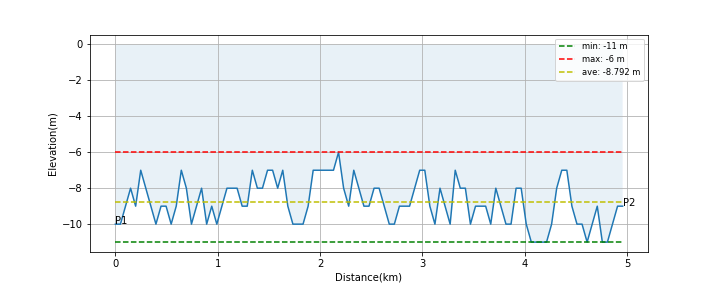 0
−2
−4
−6
−8
−10
Elevation(m)
min: -11 m
max: -6 m
ave: -8.792 m
P1
P2
0
1
2
3
4
5
Distance(km)